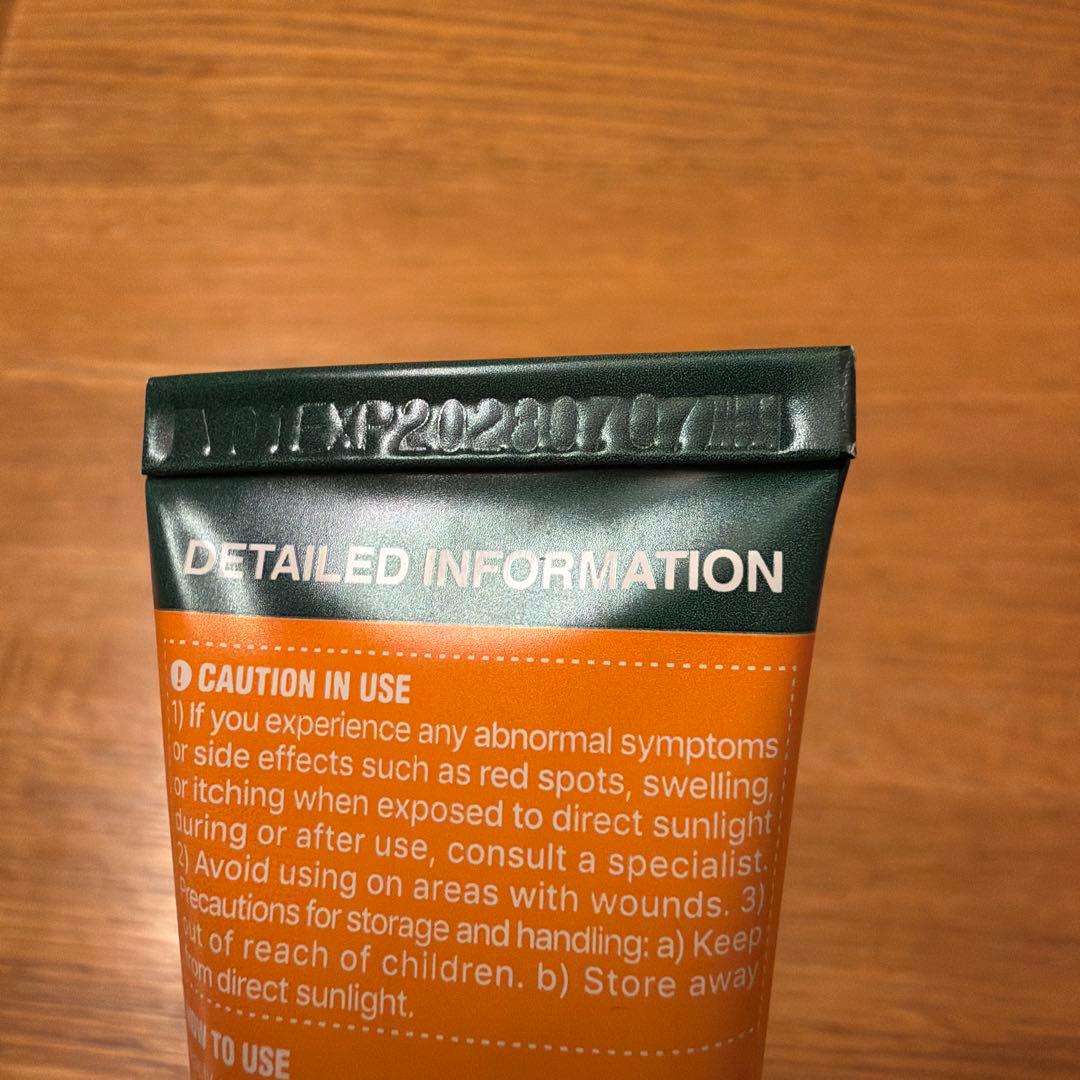 EXP20280707
DETAILED INFORMATION
! CAUTION IN USE
1) If you experience any abnormal symptoms
or side effects such as red spots, swelling,
or itching when exposed to direct sunlight
during or after use, consult a specialist.
2) Avoid using on areas with wounds. 3)
Precautions for storage and handling: a) Keep
out of reach of children. b) Store away
from direct sunlight.
TO USE